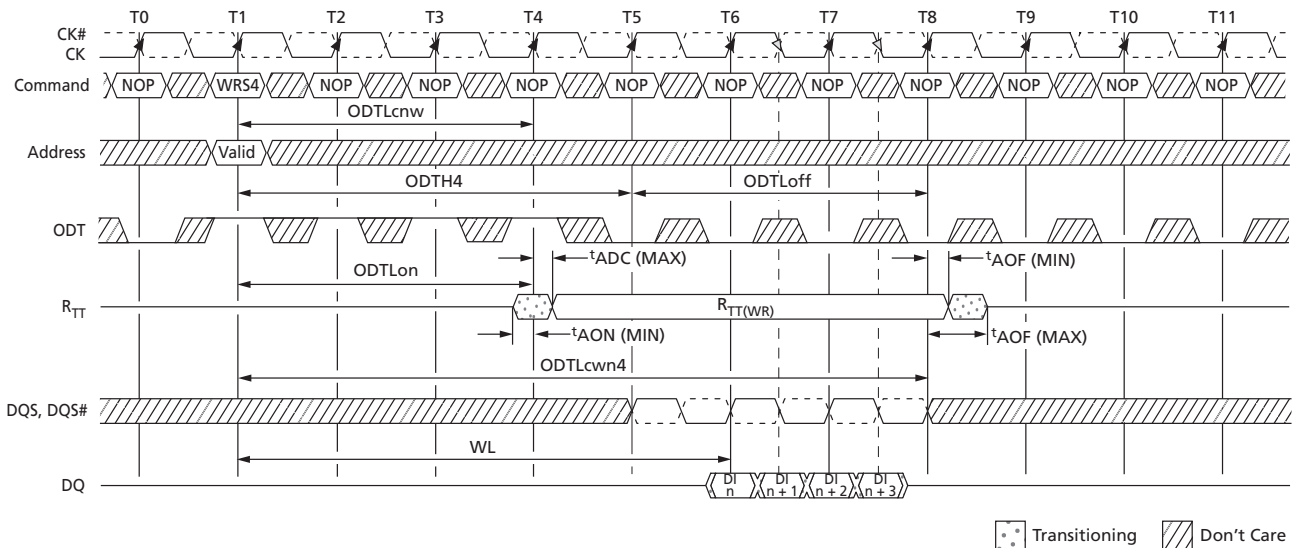 T0 T1 T2 T3 T4 T5 T6 T7 T8 T9 T10 T11
CK#
CK
Command NOP WRS4 NOP NOP NOP NOP NOP NOP NOP NOP NOP NOP
ODTLcnw
Address Valid
ODTH4 ODTLoff
ODT
tADC (MAX) tAOF (MIN)
ODTLon
RTT RTT(WR)
tAON (MIN) tAOF (MAX)
ODTLcwn4
DQS, DQS#
WL
DQ DI n DI n + 1 DI n + 2 DI n + 3
Transitioning Don't Care